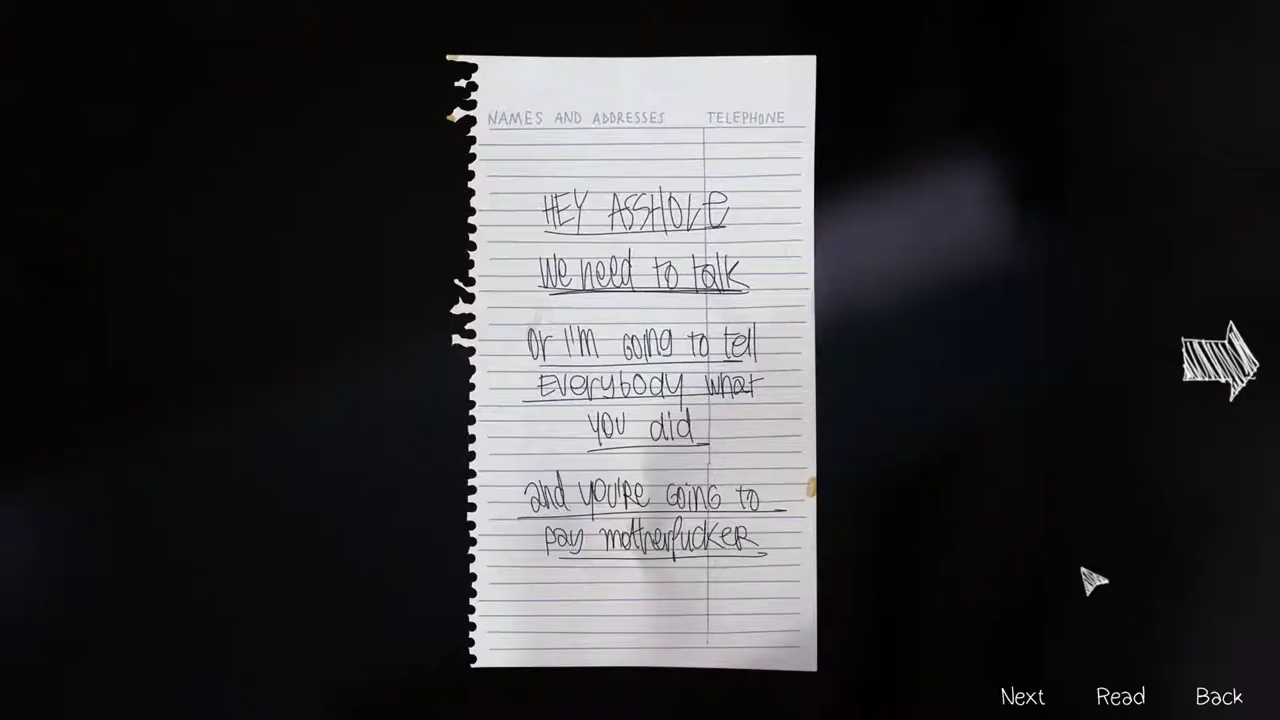 NAMES AND ADDRESSES TELEPHONE
HEY ASSHOLE
We need to talk
Or I'm going to tell
Everybody what
you did
and you're going to
pay motherfucker
Next Read Back